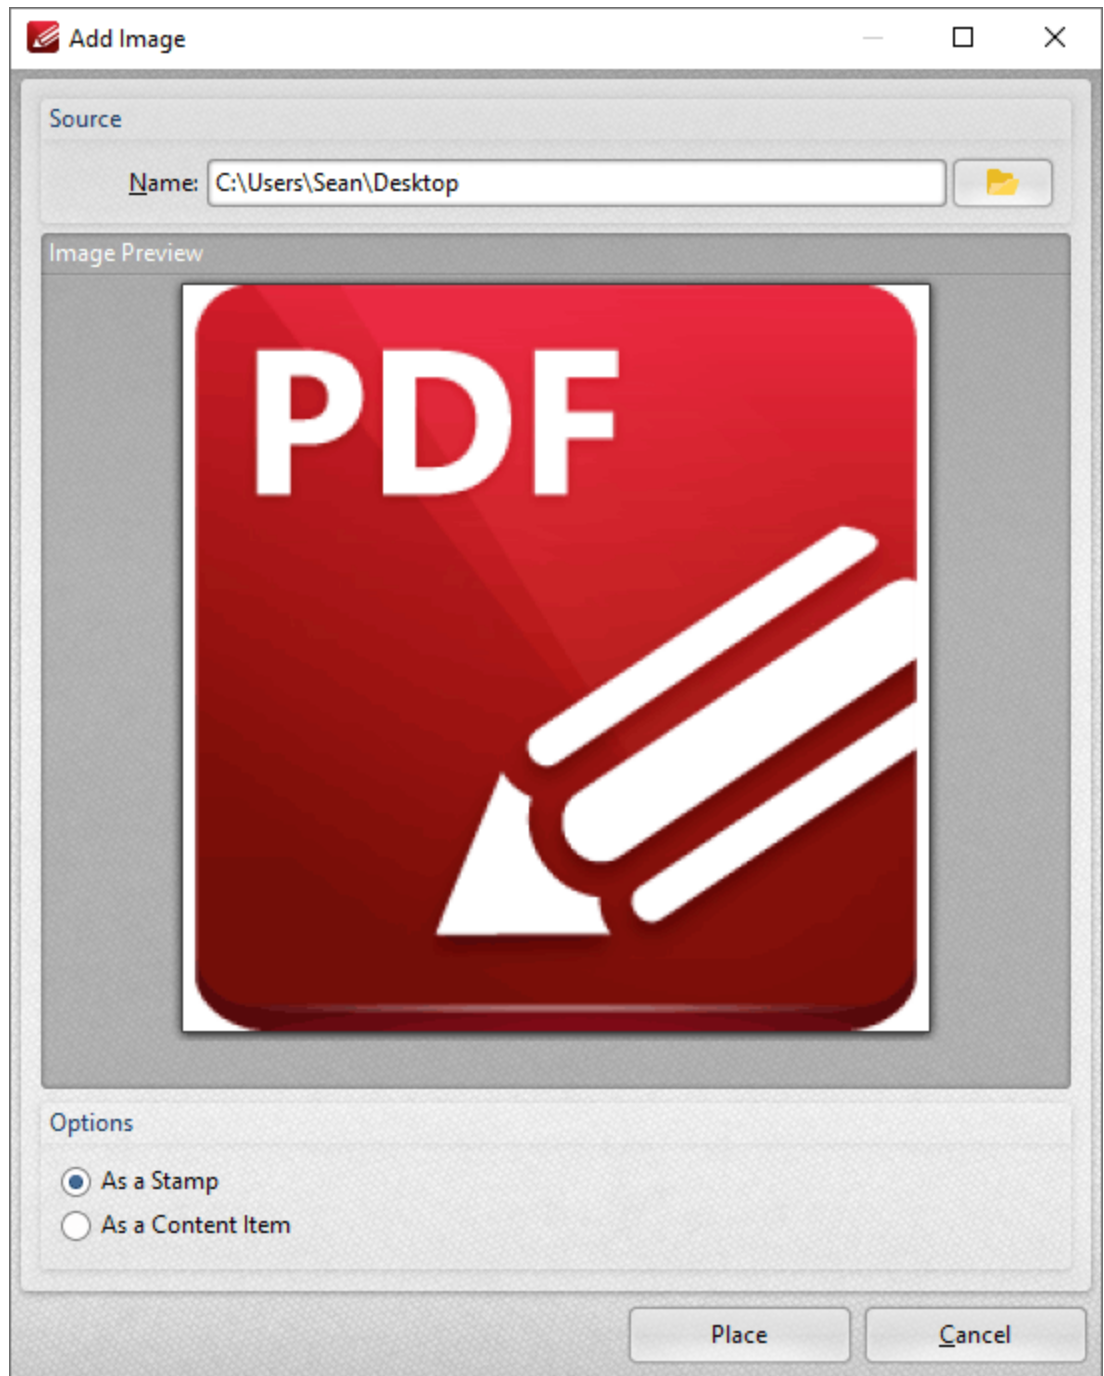 Add Image
Source
Name: C:\Users\Sean\Desktop
Image Preview
PDF
Options
As a Stamp
As a Content Item
Place Cancel